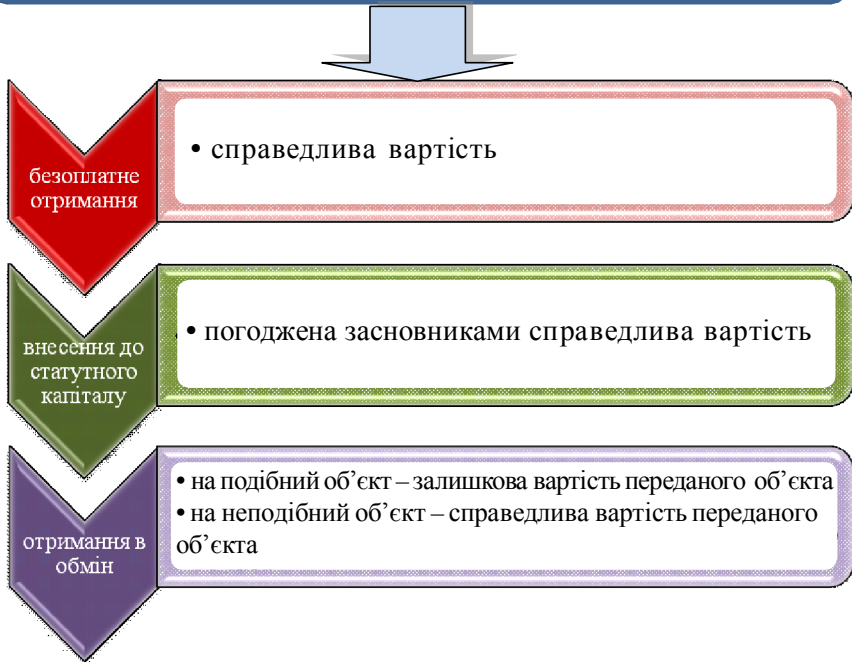 безоплатне
отримання
• справедлива вартість
внесення до
статутного
капіталу
• погоджена засновниками справедлива вартість
отримання в
обмін
• на подібний об’єкт – залишкова вартість переданого об’єкта
• на неподібний об’єкт – справедлива вартість переданого
об’єкта